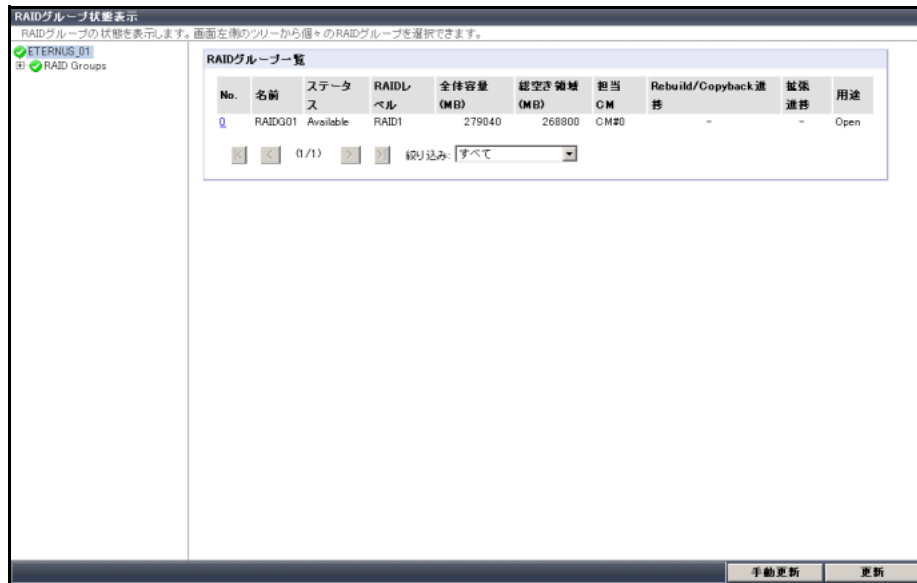 RAIDグループ状態表示
RAIDグループの状態を表示します。画面左側のツリーから個々のRAIDグループを選択できます。
ETERNUS_01
RAID Groups
RAIDグループ一覧
No. 名前 ステータス RAIDレベル 全体容量(MB) 総空き領域(MB) 担当CM Rebuild/Copyback進捗 拡張進捗 用途
0 RAIDG01 Available RAID1 279040 268800 CM#0 - - Open
(1/1) 絞り込み: すべて
手動更新 更新